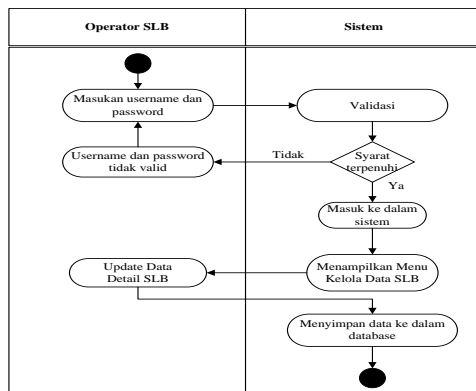 Operator SLB
Sistem
Masukan username dan
password
Validasi
Syarat
terpenuhi
Tidak
Username dan password
tidak valid
Ya
Masuk ke dalam
sistem
Menampilkan Menu
Kelola Data SLB
Update Data
Detail SLB
Menyimpan data ke dalam
database